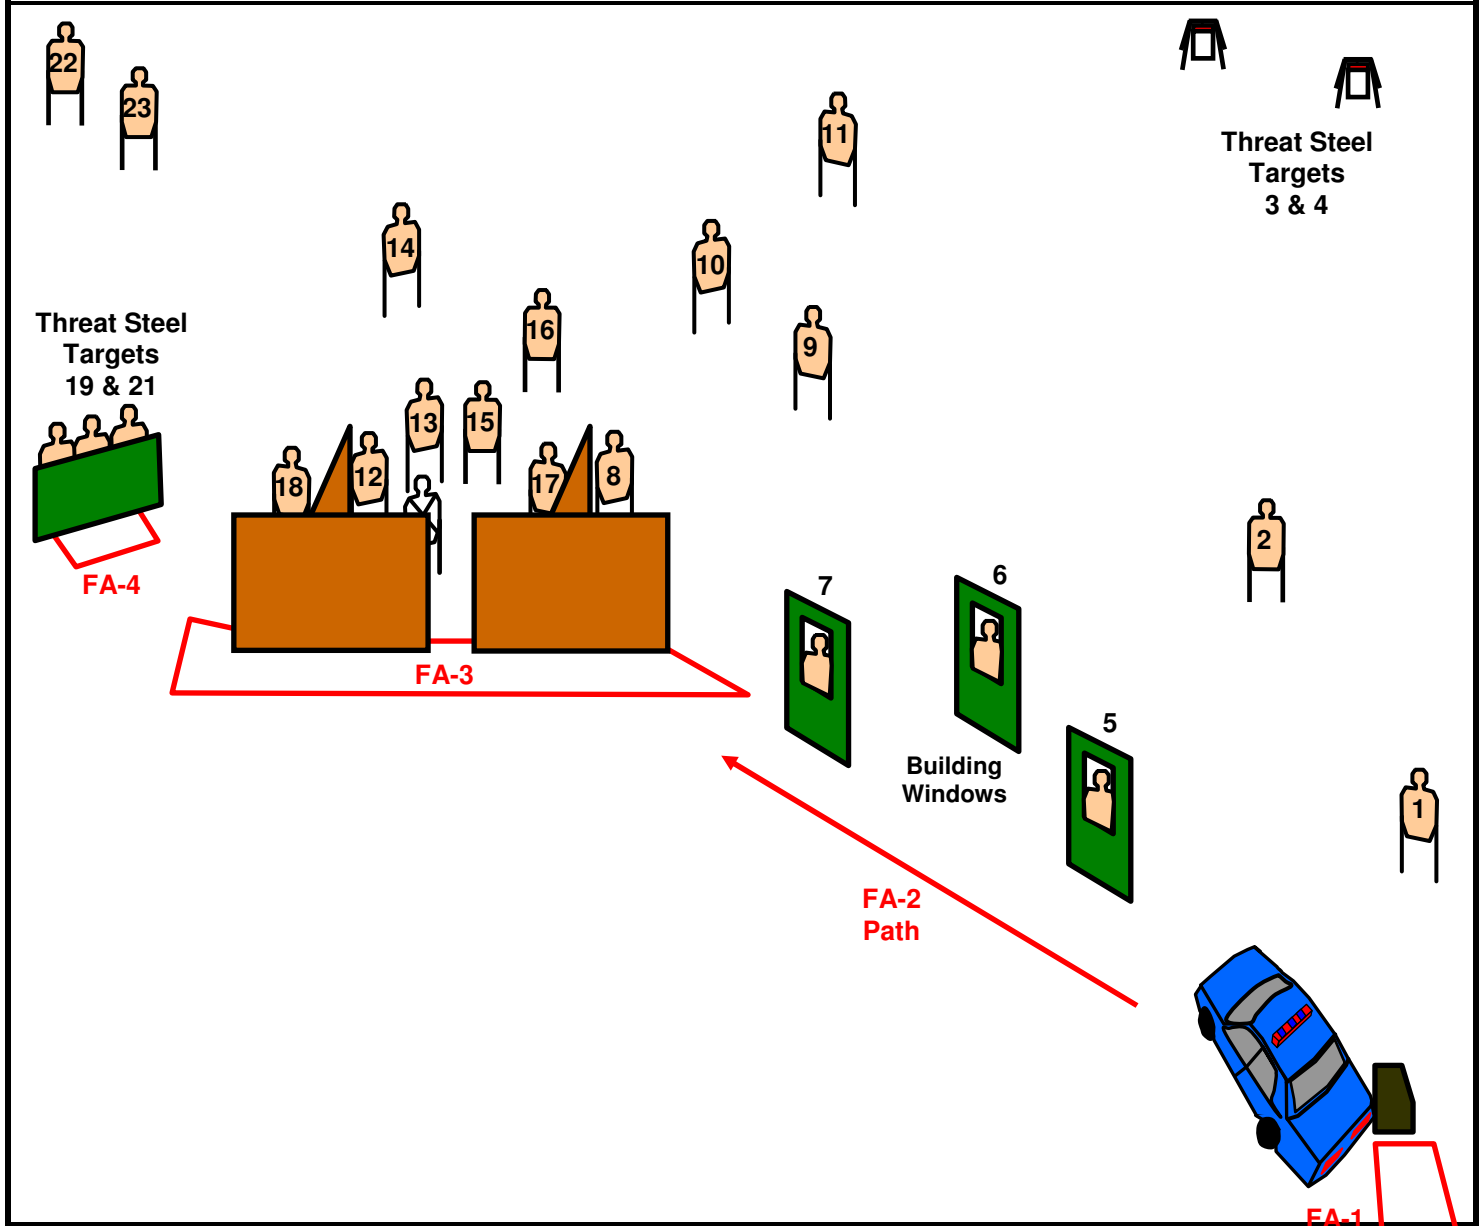 22
23
11
Threat Steel
Targets
3 & 4
14
10
16
9
Threat Steel
Targets
19 & 21
13
15
18
12
17
8
2
FA-4
7
6
FA-3
5
Building
Windows
1
FA-2
Path
FA-1